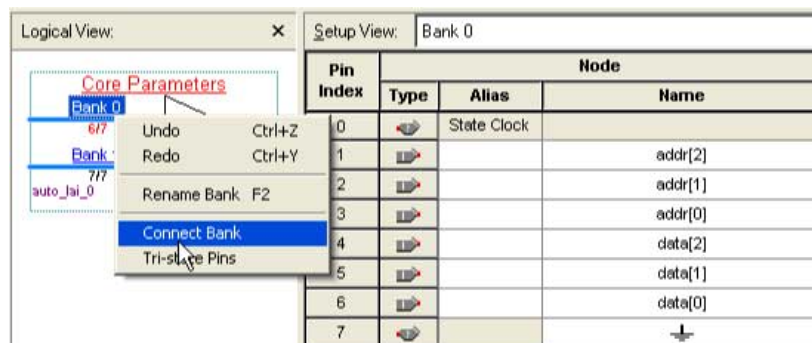 Logical View:
Setup View: Bank 0
Core Parameters
Bank 0
6/7
Bank
7/7
auto_lai_0
Undo Ctrl+Z
Redo Ctrl+Y
Rename Bank F2
Connect Bank
Tri-state Pins
Pin Index
Node
Type Alias Name
0 State Clock
1 addr[2]
2 addr[1]
3 addr[0]
4 data[2]
5 data[1]
6 data[0]
7